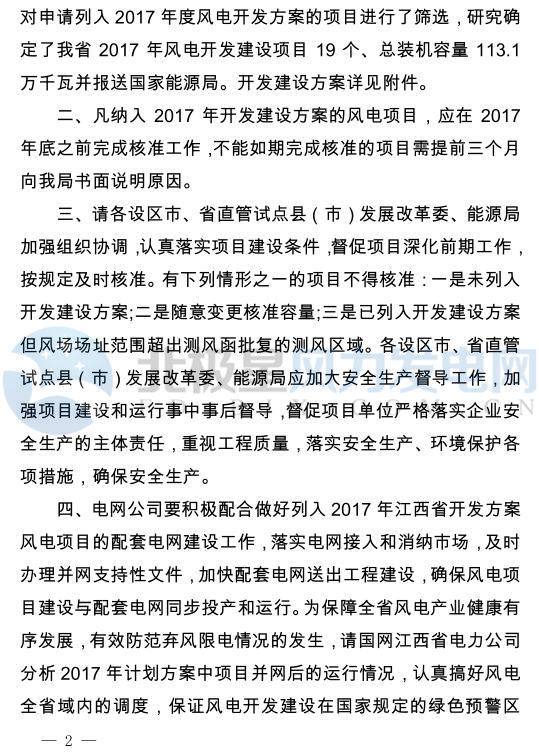 对申请列入 2017 年度风电开发方案的项目进行了筛选，研究确
定了我省 2017 年风电开发建设项目 19 个、总装机容量 113.1
万千瓦并报送国家能源局。开发建设方案详见附件。
二、凡纳入 2017 年开发建设方案的风电项目，应在 2017
年底之前完成核准工作，不能如期完成核准的项目需提前三个月
向我局书面说明原因。
三、请各设区市、省直管试点县（市）发展改革委、能源局
加强组织协调，认真落实项目建设条件，督促项目深化前期工作，
按规定及时核准。有下列情形之一的项目不得核准：一是未列入
开发建设方案;二是随意变更核准容量;三是已列入开发建设方案
但风场场址范围超出测风函批复的测风区域。各设区市、省直管
试点县（市）发展改革委、能源局应加大安全生产督导工作，加
强项目建设和运行事中事后督导，督促项目单位严格落实企业安
全生产的主体责任，重视工程质量，落实安全生产、环境保护各
项措施，确保安全生产。
四、电网公司要积极配合做好列入 2017 年江西省开发方案
风电项目的配套电网建设工作，落实电网接入和消纳市场，及时
办理并网支持性文件，加快配套电网送出工程建设，确保风电项
目建设与配套电网同步投产和运行。为保障全省风电产业健康有
序发展，有效防范弃风限电情况的发生，请国网江西省电力公司
分析 2017 年计划方案中项目并网后的运行情况，认真搞好风电
全省域内的调度，保证风电开发建设在国家规定的绿色预警区
— 2 —
北极星风力发电网